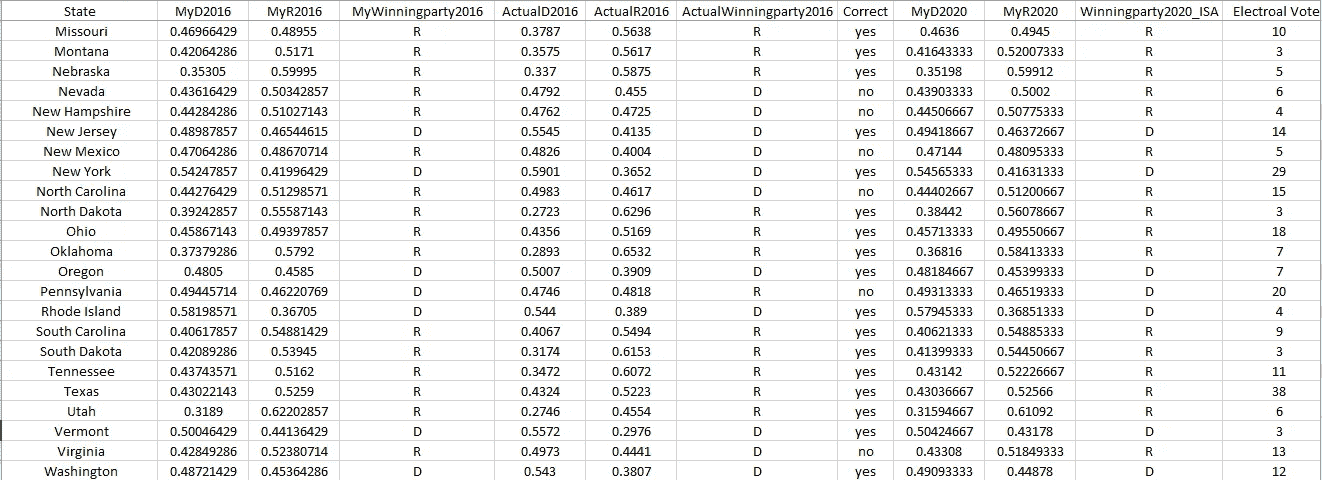 State MyD2016 MyR2016 MyWinningparty2016 ActualD2016 ActualR2016 ActualWinningparty2016 Correct MyD2020 MyR2020 Winningparty2020_ISA Electroal Vote
Missouri 0.46966429 0.48955 R 0.3787 0.5638 R yes 0.4636 0.4945 R 10
Montana 0.42064286 0.5171 R 0.3575 0.5617 R yes 0.41643333 0.52007333 R 3
Nebraska 0.35305 0.59995 R 0.337 0.5875 R yes 0.35198 0.59912 R 5
Nevada 0.43616429 0.50342857 R 0.4792 0.455 D no 0.43903333 0.5002 R 6
New Hampshire 0.44284286 0.51027143 R 0.4762 0.4725 D no 0.44506667 0.50775333 R 4
New Jersey 0.48987857 0.46544615 D 0.5545 0.4135 D yes 0.49418667 0.46372667 D 14
New Mexico 0.47064286 0.48670714 R 0.4826 0.4004 D no 0.47144 0.48095333 R 5
New York 0.54247857 0.41996429 D 0.5901 0.3652 D yes 0.54565333 0.41631333 D 29
North Carolina 0.44276429 0.51298571 R 0.4983 0.4617 D no 0.44402667 0.51200667 R 15
North Dakota 0.39242857 0.55587143 R 0.2723 0.6296 R yes 0.38442 0.56078667 R 3
Ohio 0.45867143 0.49397857 R 0.4356 0.5169 R yes 0.45713333 0.49550667 R 18
Oklahoma 0.37379286 0.5792 R 0.2893 0.6532 R yes 0.36816 0.58413333 R 7
Oregon 0.4805 0.4585 D 0.5007 0.3909 D yes 0.48184667 0.45399333 D 7
Pennsylvania 0.49445714 0.46220769 D 0.4746 0.4818 R no 0.49313333 0.46519333 D 20
Rhode Island 0.58198571 0.36705 D 0.544 0.389 D yes 0.57945333 0.36851333 D 4
South Carolina 0.40617857 0.54881429 R 0.4067 0.5494 R yes 0.40621333 0.54885333 R 9
South Dakota 0.42089286 0.53945 R 0.3174 0.6153 R yes 0.41399333 0.54450667 R 3
Tennessee 0.43743571 0.5162 R 0.3472 0.6072 R yes 0.43142 0.52226667 R 11
Texas 0.43022143 0.5259 R 0.4324 0.5223 R yes 0.43036667 0.52566 R 38
Utah 0.3189 0.62202857 R 0.2746 0.4554 R yes 0.31594667 0.61092 R 6
Vermont 0.50046429 0.44136429 D 0.5572 0.2976 D yes 0.50424667 0.43178 D 3
Virginia 0.42849286 0.52380714 R 0.4973 0.4441 D no 0.43308 0.51849333 R 13
Washington 0.48721429 0.45364286 D 0.543 0.3807 D yes 0.49093333 0.44878 D 12